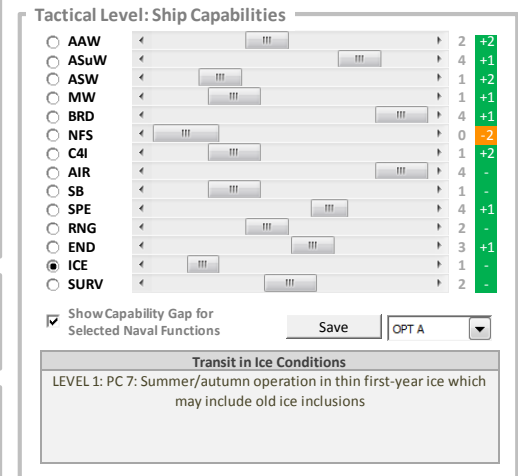 Tactical Level: Ship Capabilities
AAW 2 +2
ASuW 4 +1
ASW 1 +2
MW 1 +1
BRD 4 +1
NFS 0 -2
C4I 1 +2
AIR 4 -
SB 1 -
SPE 4 +1
RNG 2 -
END 3 +1
ICE 1 -
SURV 2 -
Show Capability Gap for
Selected Naval Functions
Save OPT A
Transit in Ice Conditions
LEVEL 1: PC 7: Summer/autumn operation in thin first-year ice which
may include old ice inclusions